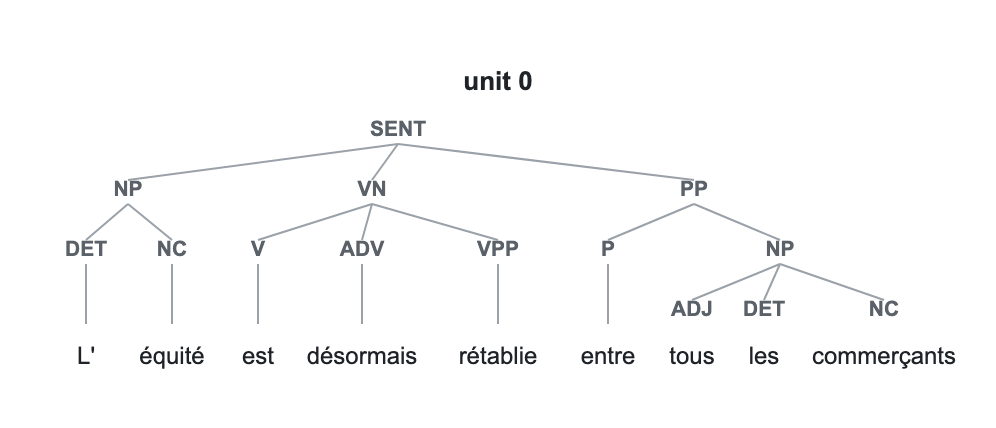 unit 0
SENT
NP VN PP
DET NC V ADV VPP P NP
ADJ DET NC
L' équité est désormais rétablie entre tous les commerçants